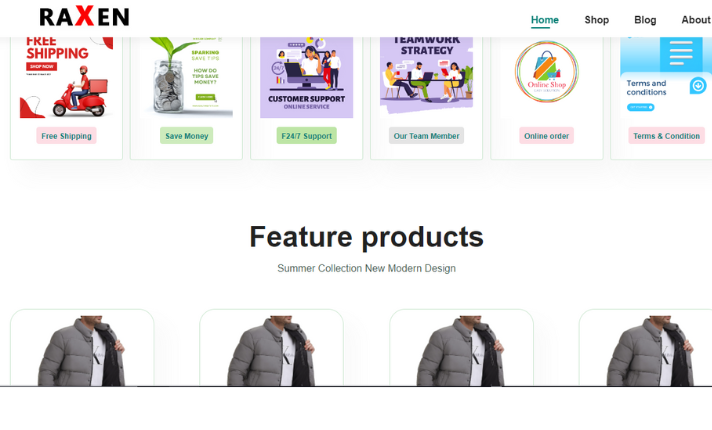 RAXEN
Home Shop Blog About
FREE
SHIPPING
SHOP NOW
SPARKING
SAVE TIPS
HOW DO
TIPS SAVE
MONEY?
24/7
CUSTOMER SUPPORT
ONLINE SERVICE
TEAMWORK
STRATEGY
Online Shop
Terms and
conditions
Free Shipping
Save Money
F24/7 Support
Our Team Member
Online order
Terms & Condition
Feature products
Summer Collection New Modern Design